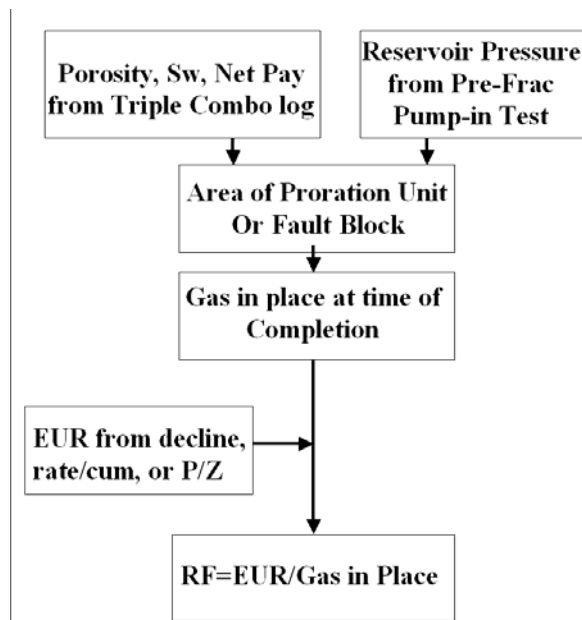 Porosity, Sw, Net Pay
from Triple Combo log
Reservoir Pressure
from Pre-Frac
Pump-in Test
Area of Proration Unit
Or Fault Block
Gas in place at time of
Completion
EUR from decline,
rate/cum, or P/Z
RF=EUR/Gas in Place